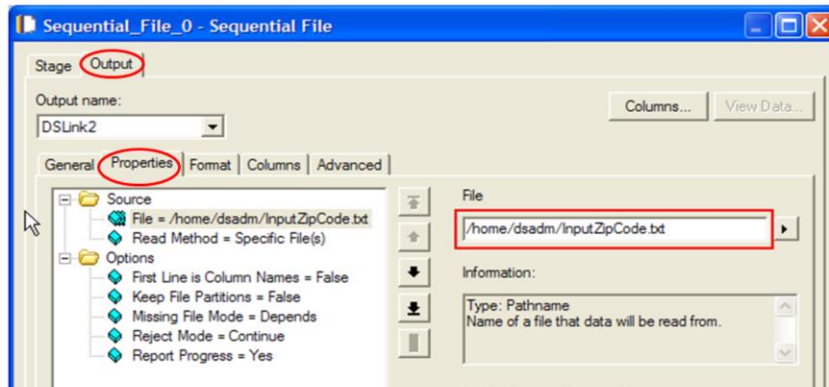 Sequential_File_0 - Sequential File
Stage Output
Output name:
DSLink2
Columns... View Data...
General Properties Format Columns Advanced
Source
File = /home/dsadm/InputZipCode.txt
Read Method = Specific File(s)
Options
First Line is Column Names = False
Keep File Partitions = False
Missing File Mode = Depends
Reject Mode = Continue
Report Progress = Yes
File
/home/dsadm/InputZipCode.txt
Information:
Type: Pathname
Name of a file that data will be read from.